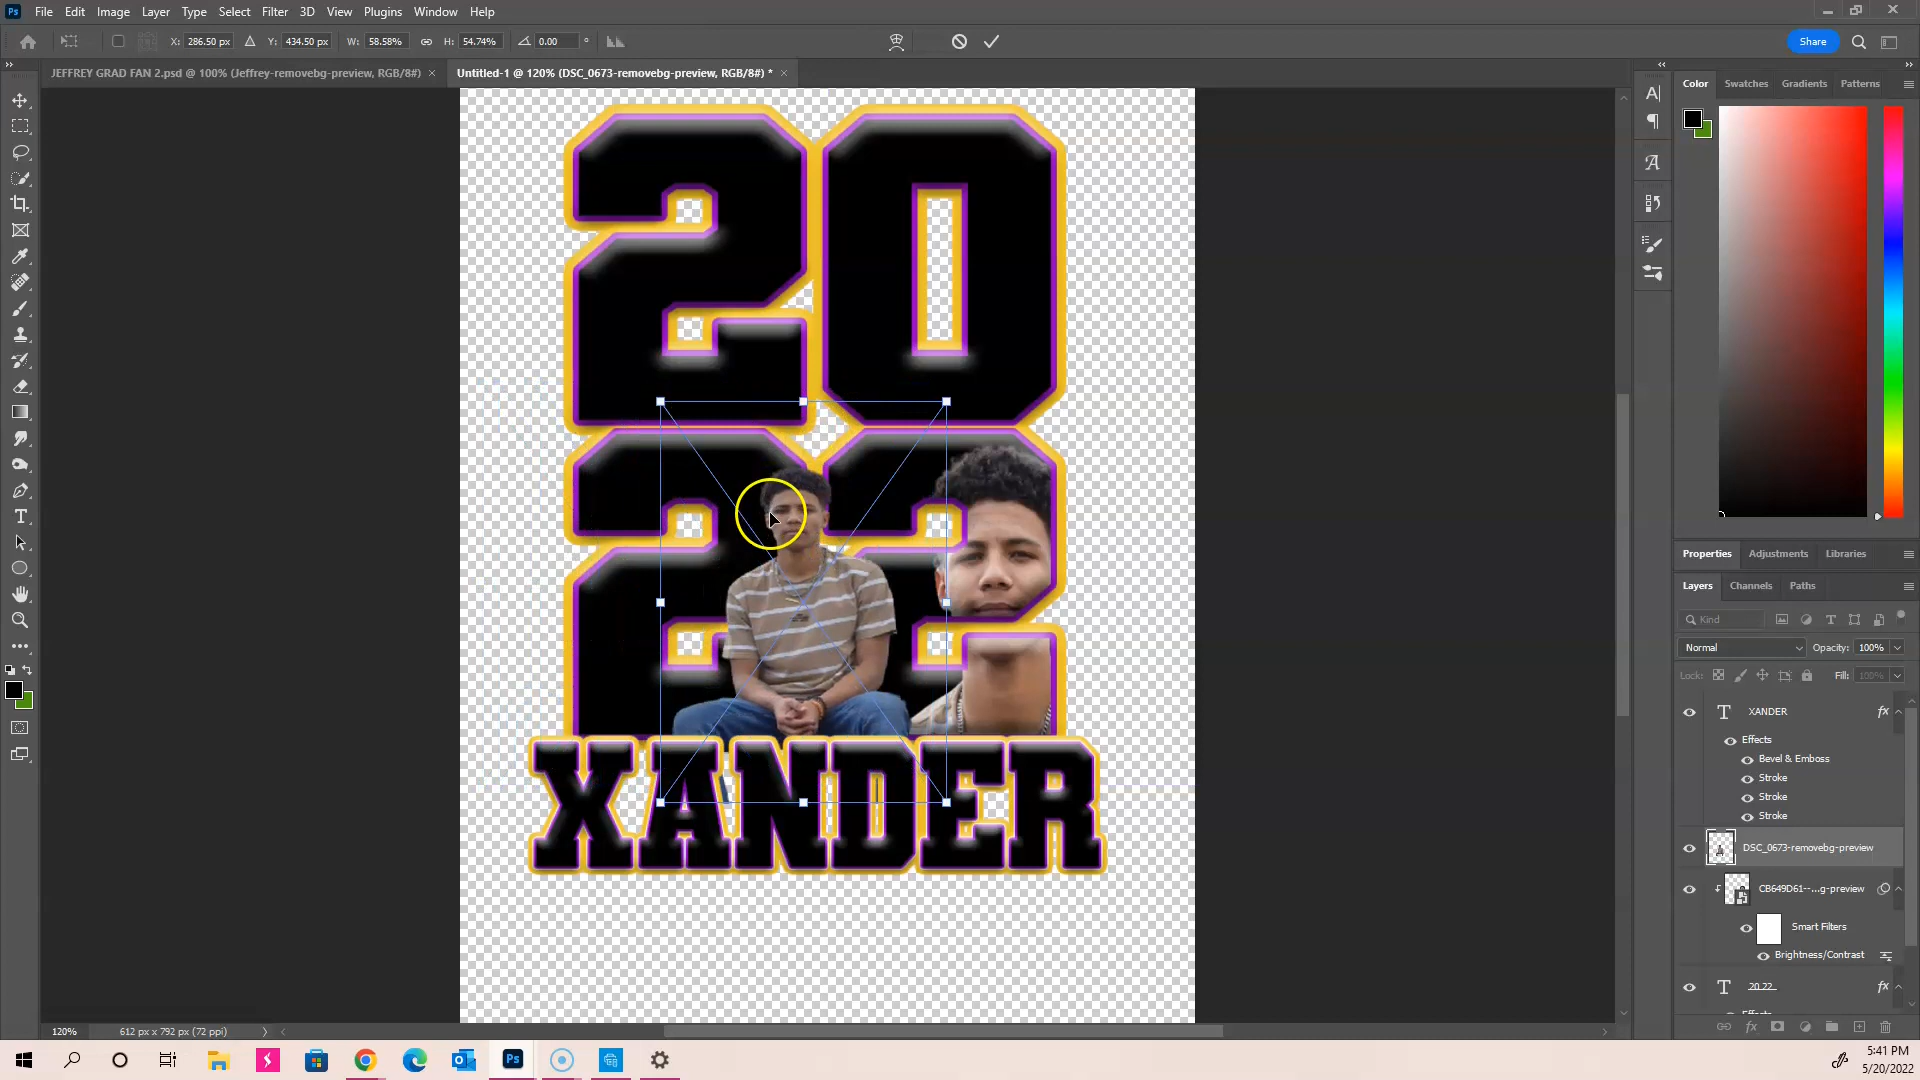 Ps File Edit Image Layer Type Select Filter 3D View Plugins Window Help
X: 286.50 px Y: 434.50 px W: 58.58% H: 54.74% 0.00 ° Share
JEFFREY GRAD FAN 2.psd @ 100% (Jeffrey-removebg-preview, RGB/8#) × Untitled-1 @ 120% (DSC_0673-removebg-preview, RGB/8#) * ×
Color Swatches Gradients Patterns
20
22
XANDER
Properties Adjustments Libraries
Layers Channels Paths
Kind
Normal Opacity: 100%
Lock: Fill: 100%
T XANDER fx
Effects
Bevel & Emboss
Stroke
Stroke
Stroke
DSC_0673-removebg-preview
CB649D61--...g-preview
Smart Filters
Brightness/Contrast
T 20 22 fx
Effects
120% 612 px x 792 px (72 ppi)
Ps
5:41 PM
5/20/2022